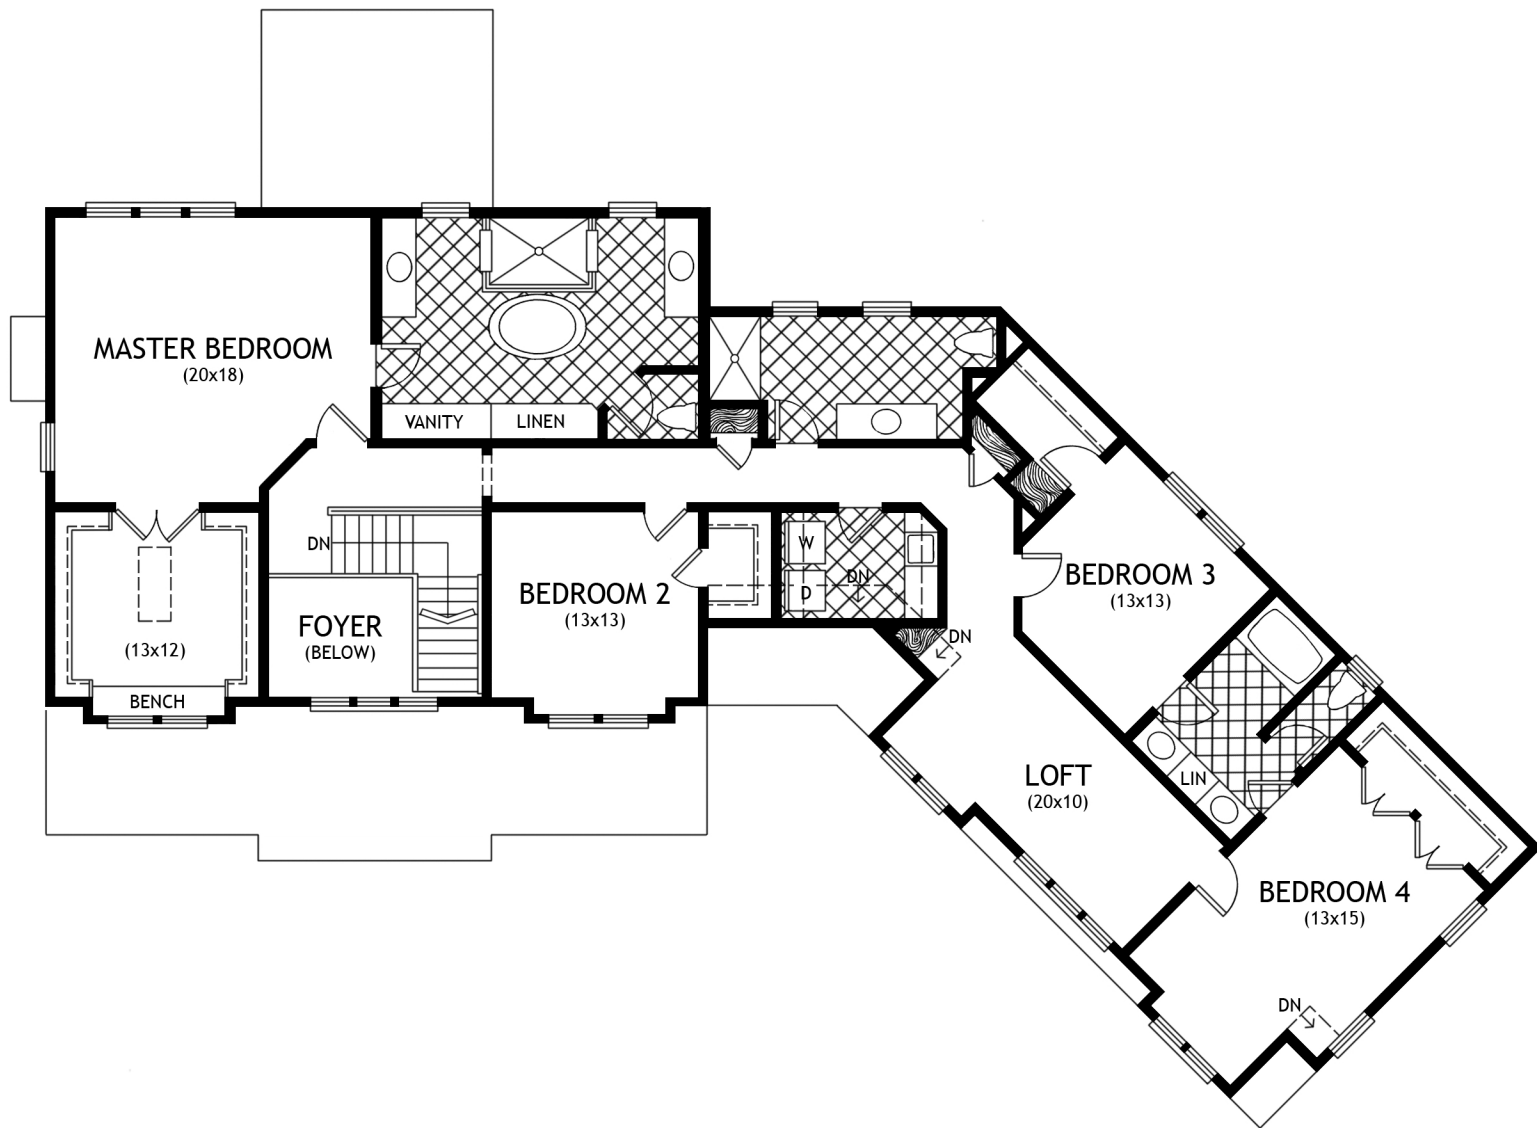 MASTER BEDROOM
(20x18)
VANITY
LINEN
DN
W
D
DN
BEDROOM 2
(13x13)
BEDROOM 3
(13x13)
FOYER
(BELOW)
(13x12)
BENCH
DN
LOFT
(20x10)
LIN
BEDROOM 4
(13x15)
DN